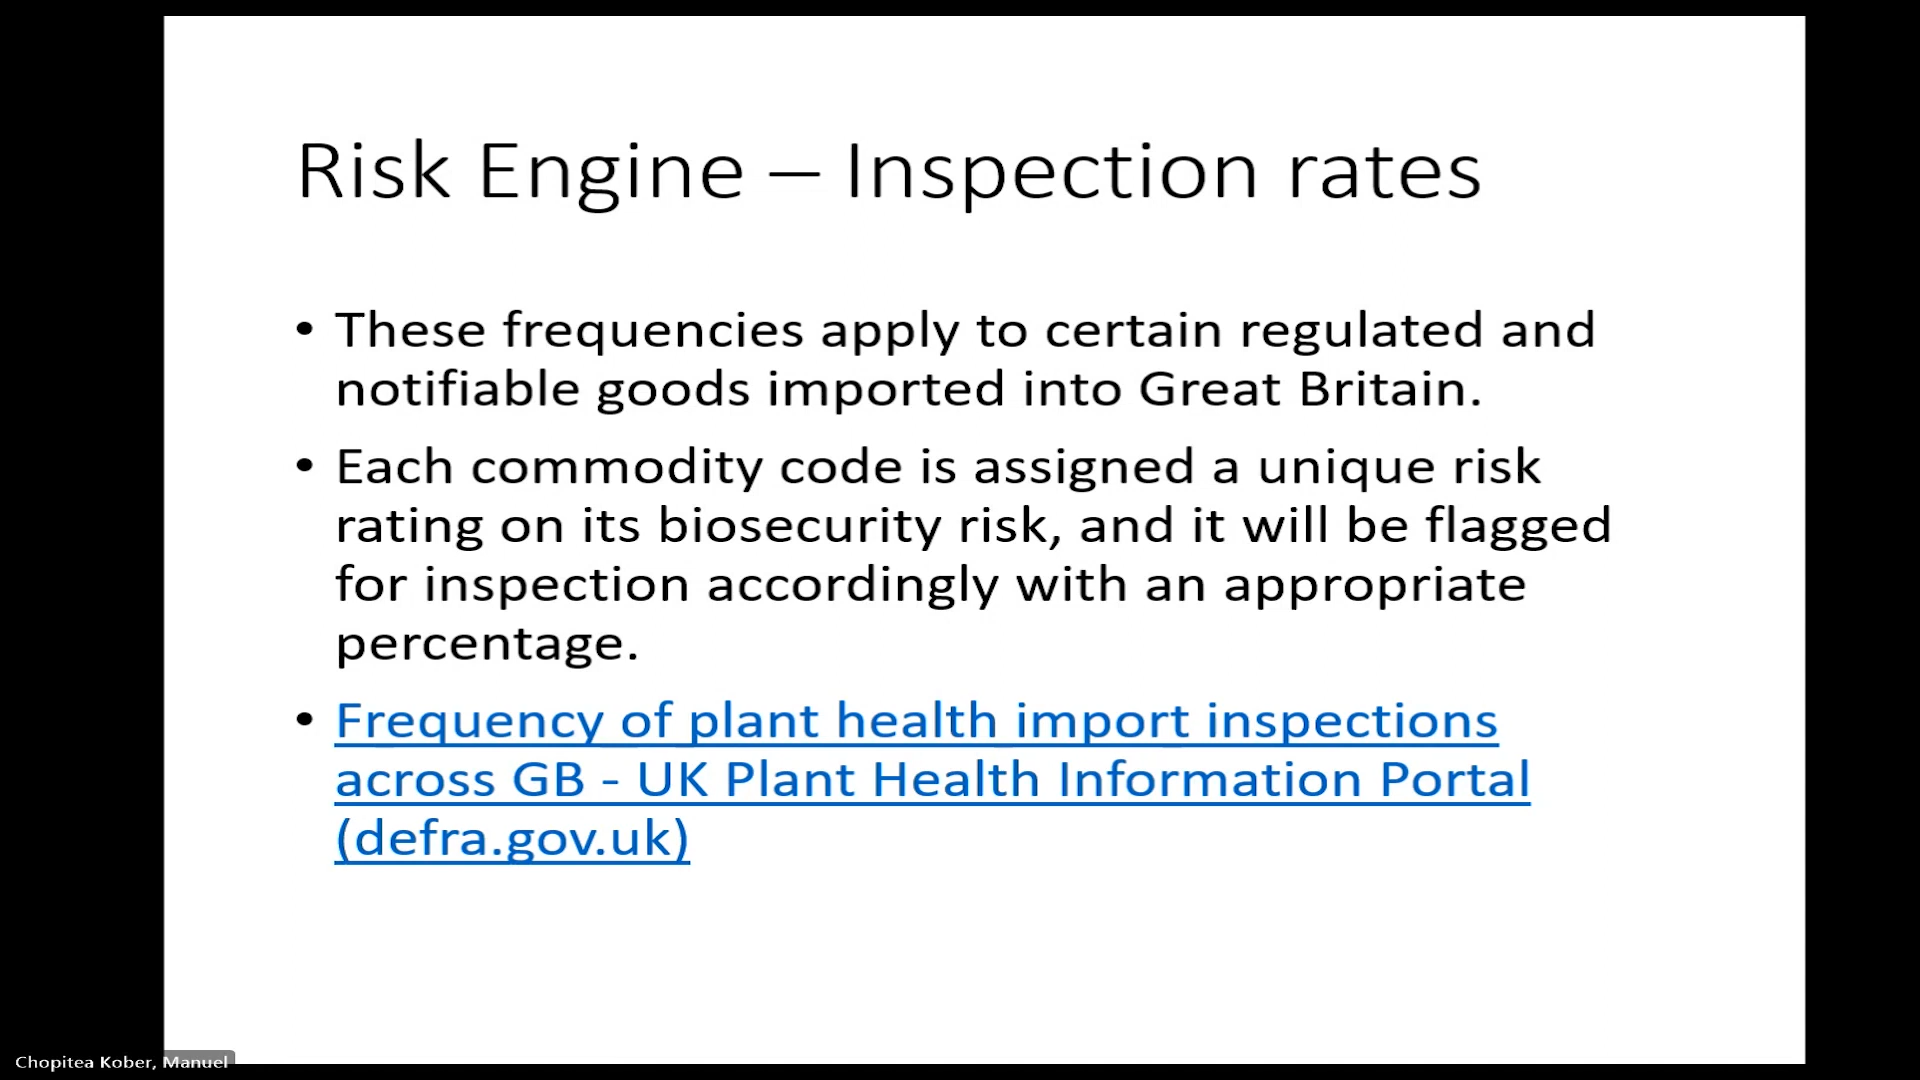 Risk Engine – Inspection rates
• These frequencies apply to certain regulated and
notifiable goods imported into Great Britain.
• Each commodity code is assigned a unique risk
rating on its biosecurity risk, and it will be flagged
for inspection accordingly with an appropriate
percentage.
• Frequency of plant health import inspections
across GB - UK Plant Health Information Portal
(defra.gov.uk)
Chopitea Kober, Manuel